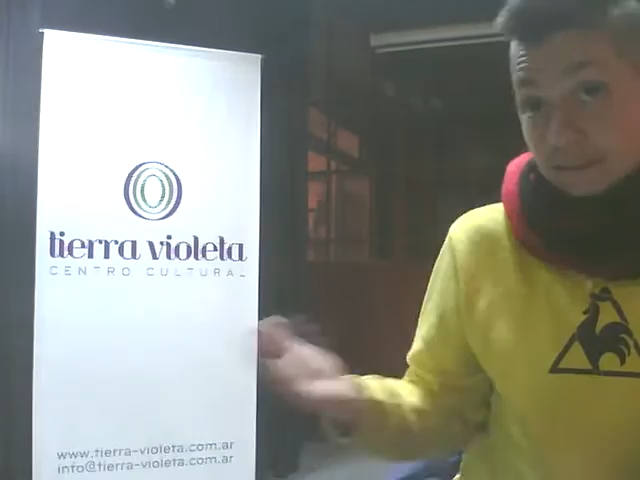 tierra violeta
CENTRO CULTURAL
www.tierra-violeta.com.ar
info@tierra-violeta.com.ar